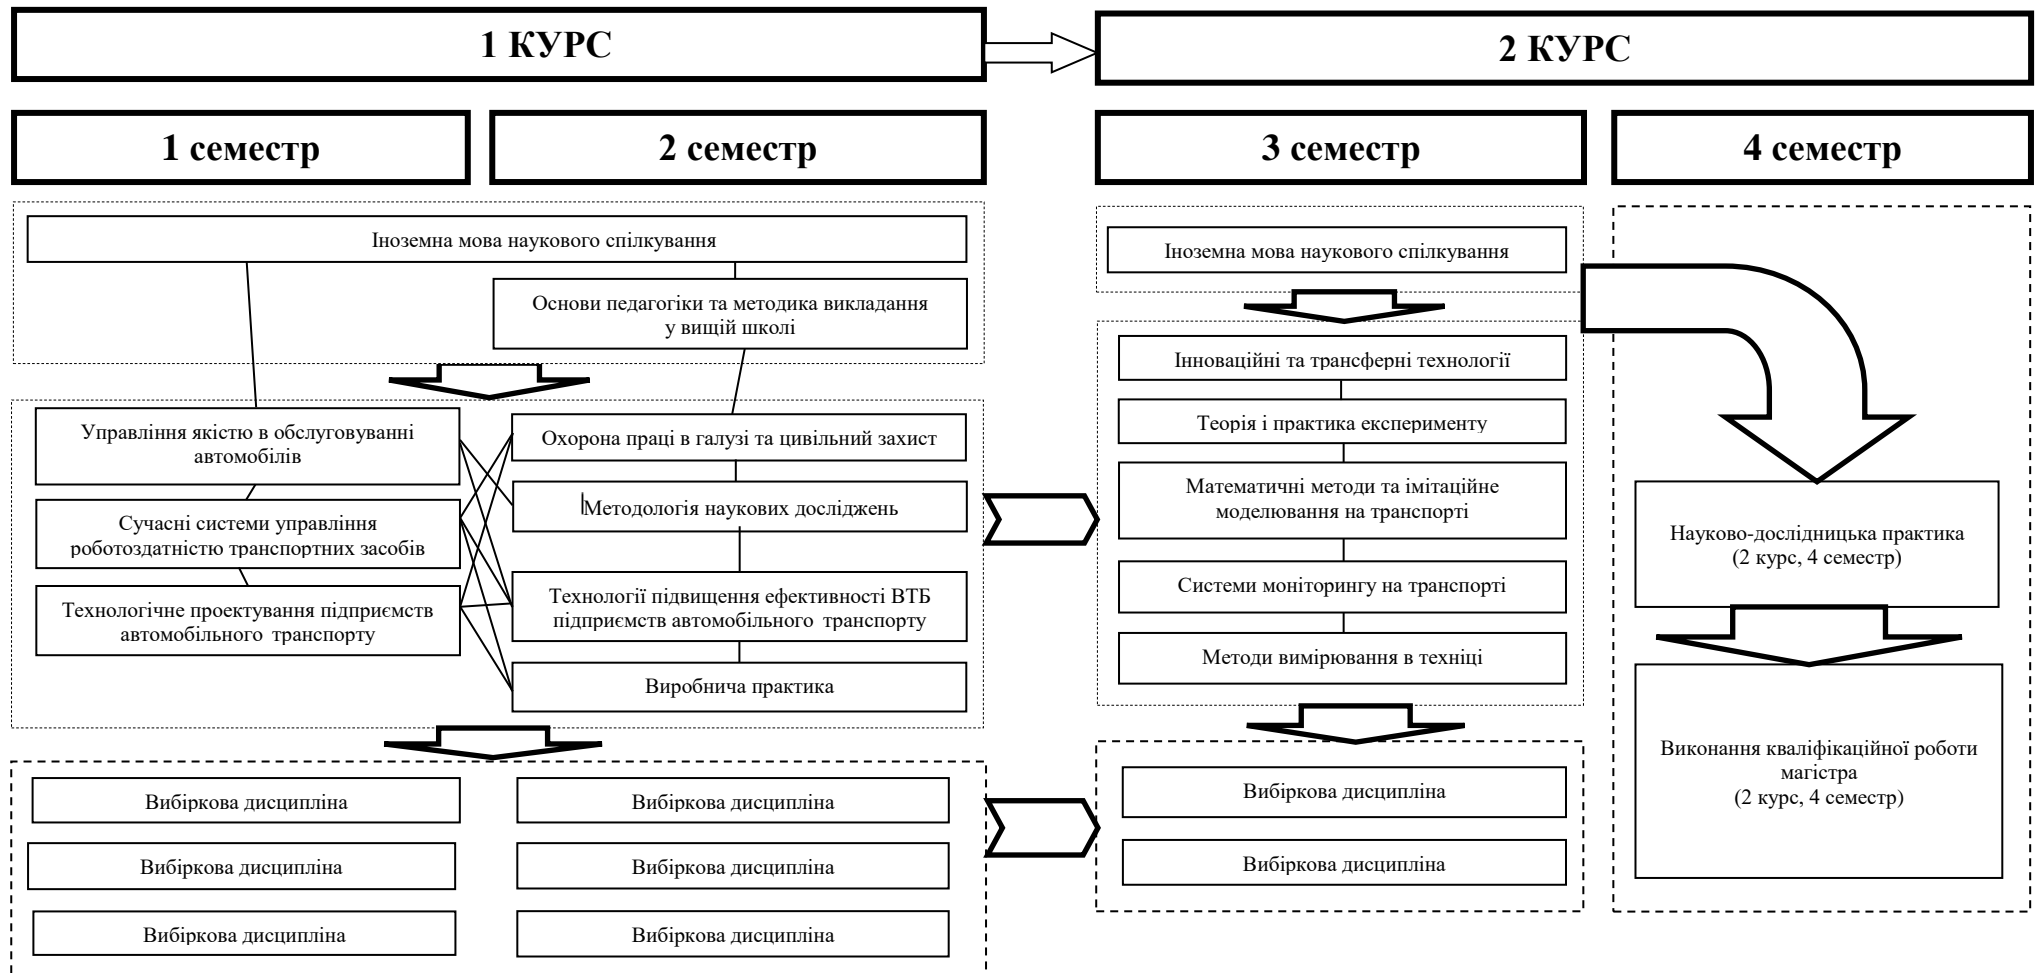 1 КУРС
2 КУРС
1 семестр
2 семестр
3 семестр
4 семестр
Іноземна мова наукового спілкування
Основи педагогіки та методика викладання
у вищій школі
Управління якістю в обслуговуванні
автомобілів
Сучасні системи управління
роботоздатністю транспортних засобів
Технологічне проектування підприємств
автомобільного транспорту
Охорона праці в галузі та цивільний захист
Методологія наукових досліджень
Технології підвищення ефективності ВТБ
підприємств автомобільного транспорту
Виробнича практика
Вибіркова дисципліна
Вибіркова дисципліна
Вибіркова дисципліна
Вибіркова дисципліна
Вибіркова дисципліна
Вибіркова дисципліна
Іноземна мова наукового спілкування
Інноваційні та трансферні технології
Теорія і практика експерименту
Математичні методи та імітаційне
моделювання на транспорті
Системи моніторингу на транспорті
Методи вимірювання в техніці
Вибіркова дисципліна
Вибіркова дисципліна
Науково-дослідницька практика
(2 курс, 4 семестр)
Виконання кваліфікаційної роботи
магістра
(2 курс, 4 семестр)